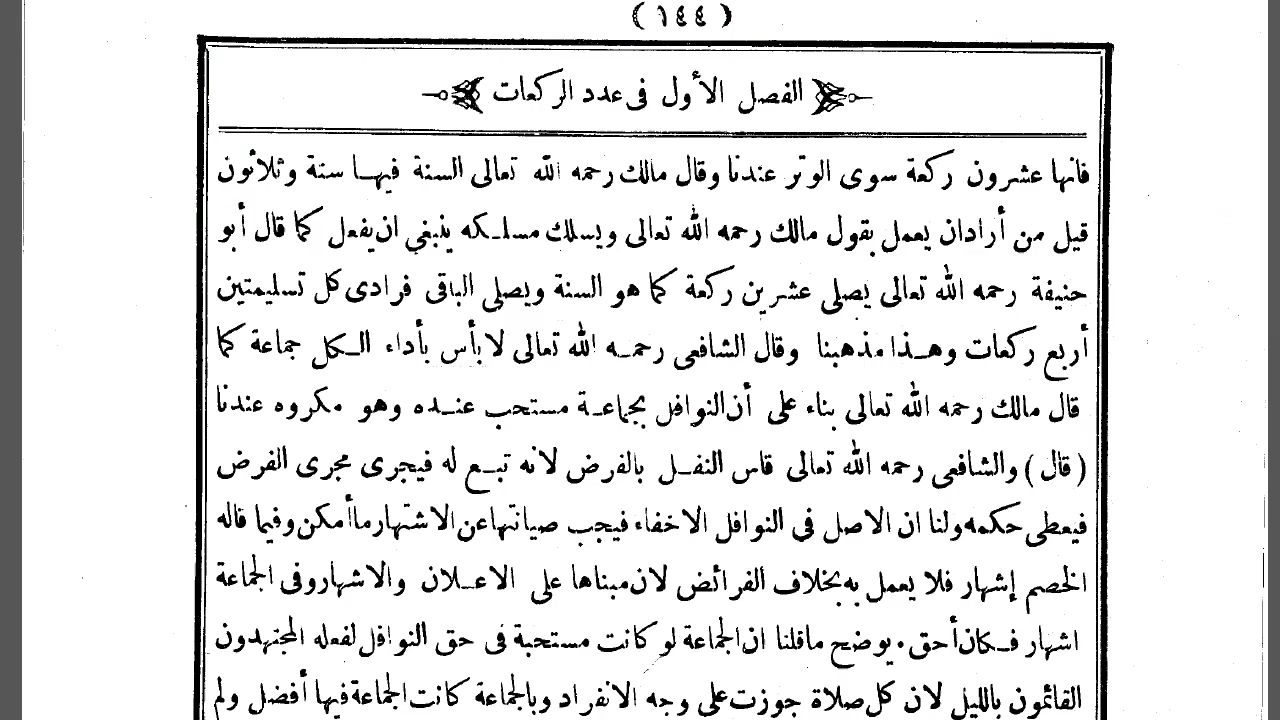 (١٤٤)
الفصل الأول فى عدد الركعات
فانها عشرون ركعة سوى الوتر عندنا وقال مالك رحمه الله تعالى السنة فيها ستة وثلاثون
قيل من أرادان يعمل بقول مالك رحمه الله تعالى ويسلك مسلكه ينبغي ان يفعل كما قال أبو
حنيفة رحمه الله تعالى يصلى عشرين ركعة كما هو السنة ويصلى الباقى فرادى كل تسليمتين
أربع ركعات وهذا مذهبنا وقال الشافعى رحمه الله تعالى لا بأس بأداء الكل جماعة كما
قال مالك رحمه الله تعالى بناء على أن النوافل بجماعة مستحب عنده وهو مكروه عندنا
(قال) والشافعى رحمه الله تعالى قاس النفل بالفرض لانه تبع له فيجرى مجرى الفرض
فيعطى حكمه ولنا ان الاصل في النوافل الاخفاء فيجب صيانتها عن الاشتهار ما أمكن وفيما قاله
الخصم إشهار فلا يعمل به بخلاف الفرائض لان مبناها على الاعلان والاشهار وفى الجماعة
اشهار فكان أحق. يوضح ما قلنا ان الجماعة لو كانت مستحبة فى حق النوافل لفعله المجتهدون
القائمون بالليل لان كل صلاة جوزت على وجه الانفراد وبالجماعة كانت الجماعة فيها أفضل ولم